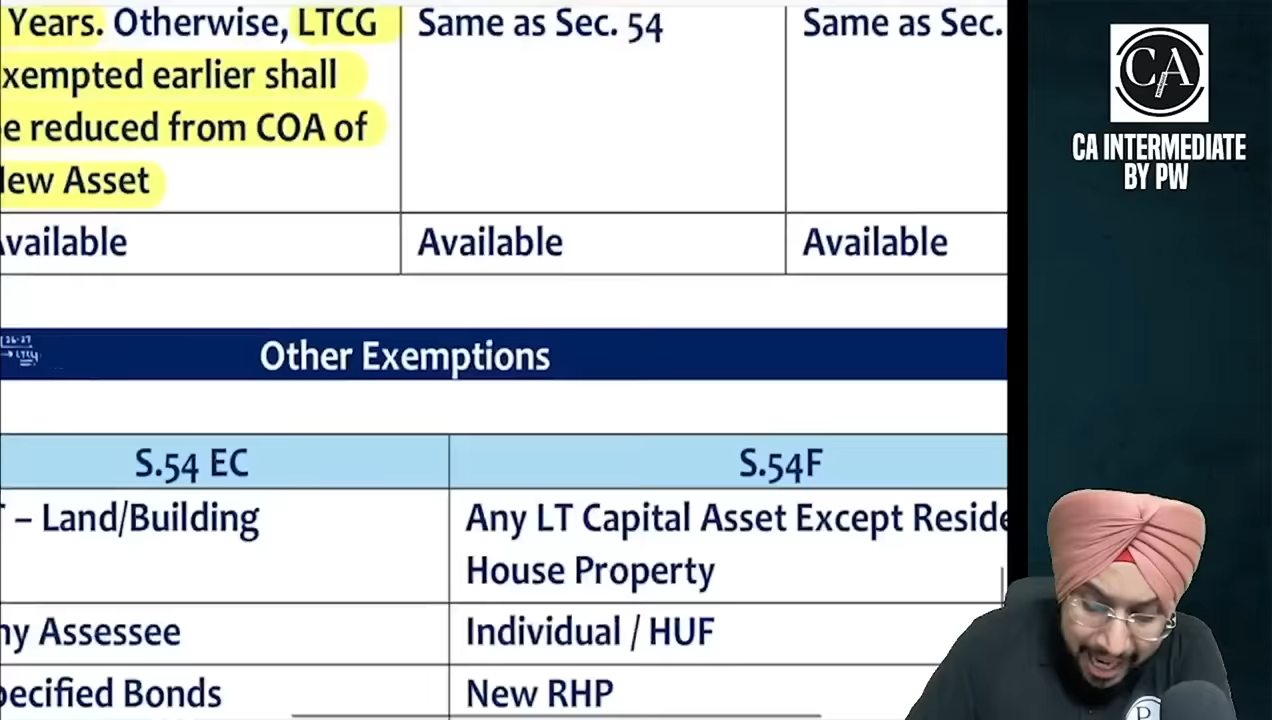 Years. Otherwise, LTCG
xempted earlier shall
e reduced from COA of
lew Asset
Available
Same as Sec. 54
Available
Same as Sec.
Available
CA
CA INTERMEDIATE
BY PW
Other Exemptions
S.54 EC
S.54F
– Land/Building
Any LT Capital Asset Except Reside
House Property
ny Assessee
Individual / HUF
pecified Bonds
New RHP